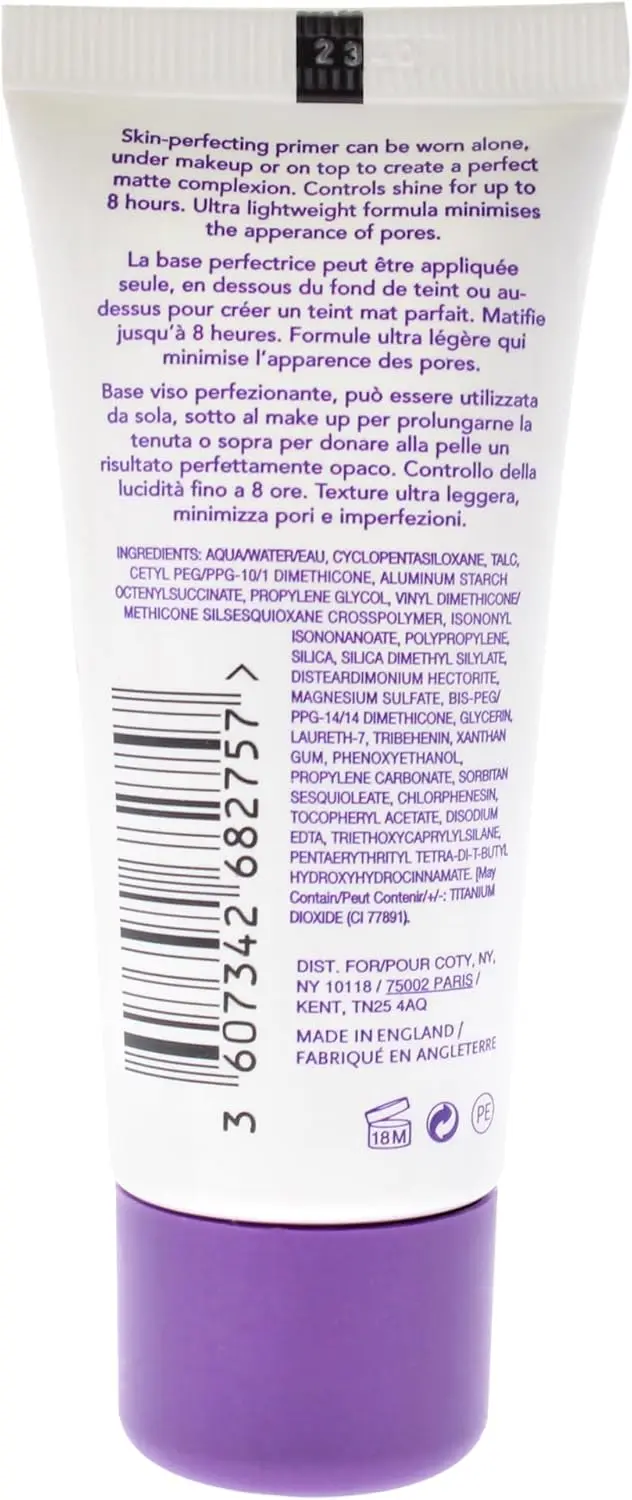 23
Skin-perfecting primer can be worn alone,
under makeup or on top to create a perfect
matte complexion. Controls shine for up to
8 hours. Ultra lightweight formula minimises
the apperance of pores.
La base perfectrice peut être appliquée
seule, en dessous du fond de teint ou au-
dessus pour créer un teint mat parfait. Matifie
jusqu'à 8 heures. Formule ultra légère qui
minimise l'apparence des pores.
Base viso perfezionante, può essere utilizzata
da sola, sotto al make up per prolungarne la
tenuta o sopra per donare alla pelle un
risultato perfettamente opaco. Controllo della
lucidità fino a 8 ore. Texture ultra leggera,
minimizza pori e imperfezioni.
INGREDIENTS: AQUA/WATER/EAU, CYCLOPENTASILOXANE, TALC,
CETYL PEG/PPG-10/1 DIMETHICONE, ALUMINUM STARCH
OCTENYLSUCCINATE, PROPYLENE GLYCOL, VINYL DIMETHICONE/
METHICONE SILSESQUIOXANE CROSSPOLYMER, ISONONYL
ISONONANOATE, POLYPROPYLENE,
SILICA, SILICA DIMETHYL SILYLATE,
DISTEARDIMONIUM HECTORITE,
MAGNESIUM SULFATE, BIS-PEG/
PPG-14/14 DIMETHICONE, GLYCERIN,
LAURETH-7, TRIBEHENIN, XANTHAN
GUM, PHENOXYETHANOL,
PROPYLENE CARBONATE, SORBITAN
SESQUIOLEATE, CHLORPHENESIN,
TOCOPHERYL ACETATE, DISODIUM
EDTA, TRIETHOXYCAPRYLYLSILANE,
PENTAERYTHRITYL TETRA-DI-T-BUTYL
HYDROXYHYDROCINNAMATE. [May
Contain/Peut Contenir/+/-: TITANIUM
DIOXIDE (CI 77891).
3 607342 682757 >
DIST. FOR/POUR COTY, NY,
NY 10118 / 75002 PARIS /
KENT, TN25 4AQ
MADE IN ENGLAND /
FABRIQUÉ EN ANGLETERRE
18M
PE